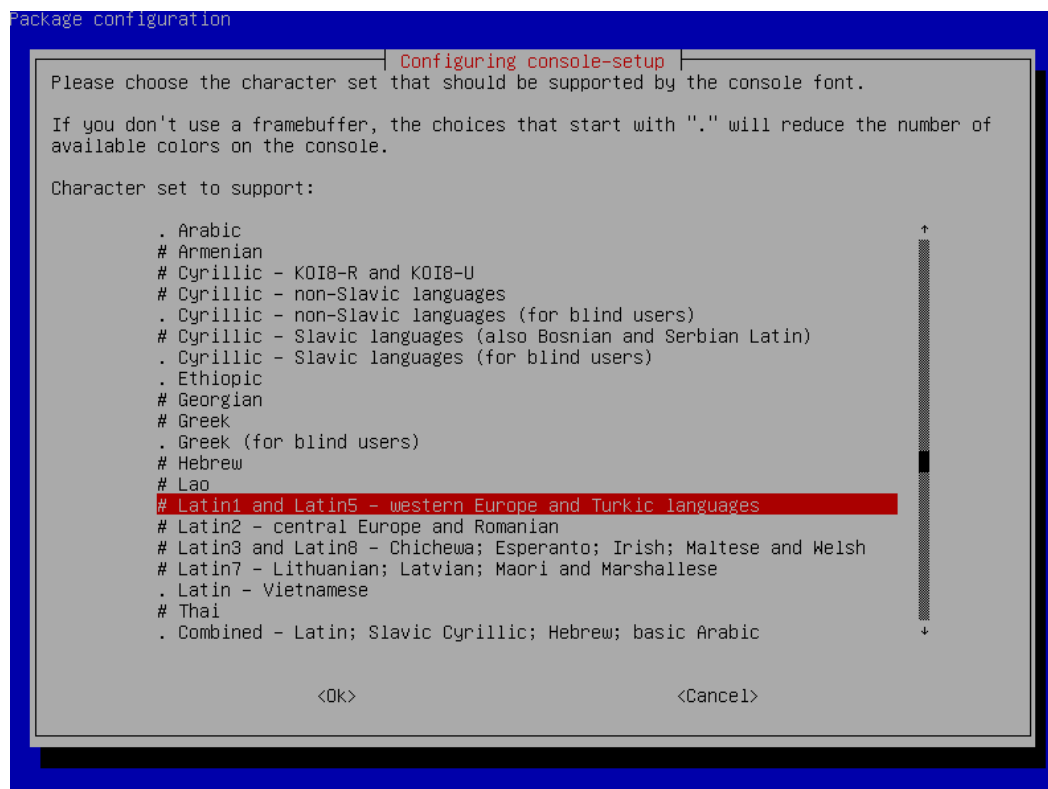 Package configuration
Configuring console-setup
Please choose the character set that should be supported by the console font.
If you don't use a framebuffer, the choices that start with "." will reduce the number of
available colors on the console.
Character set to support:
. Arabic
# Armenian
# Cyrillic - KOI8-R and KOI8-U
# Cyrillic - non-Slavic languages
. Cyrillic - non-Slavic languages (for blind users)
# Cyrillic - Slavic languages (also Bosnian and Serbian Latin)
. Cyrillic - Slavic languages (for blind users)
. Ethiopic
# Georgian
# Greek
. Greek (for blind users)
# Hebrew
# Lao
# Latin1 and Latin5 - western Europe and Turkic languages
# Latin2 - central Europe and Romanian
# Latin3 and Latin8 - Chichewa; Esperanto; Irish; Maltese and Welsh
# Latin7 - Lithuanian; Latvian; Maori and Marshallese
. Latin - Vietnamese
# Thai
. Combined - Latin; Slavic Cyrillic; Hebrew; basic Arabic
<Ok> <Cancel>